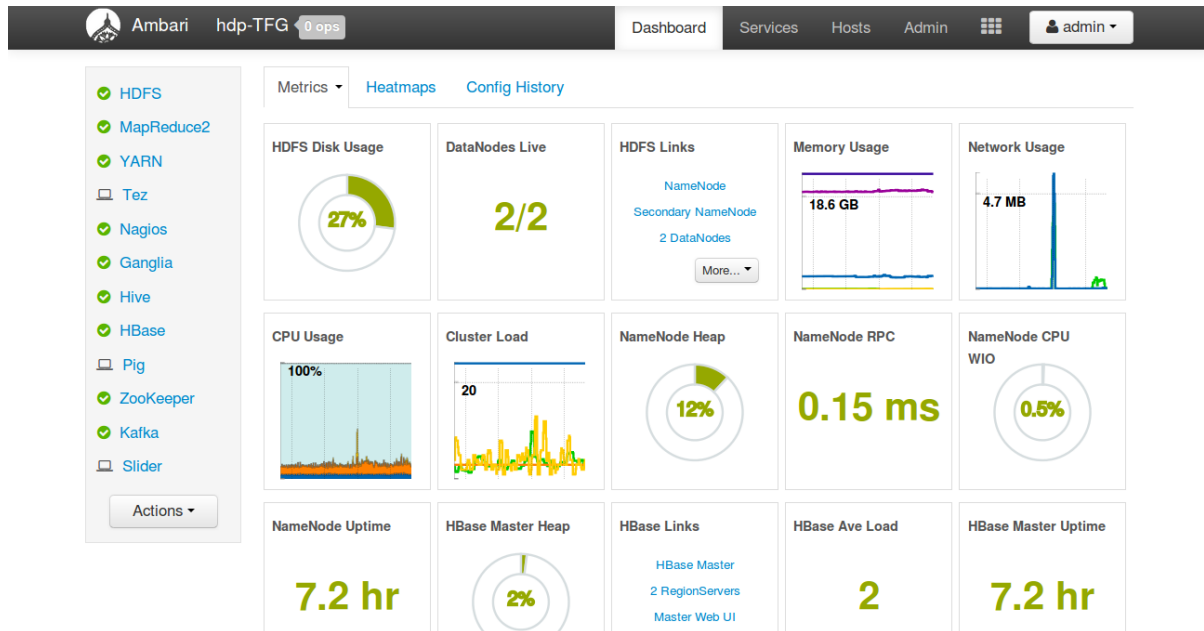 Ambari hdp-TFG 0 ops Dashboard Services Hosts Admin admin
HDFS
MapReduce2
YARN
Tez
Nagios
Ganglia
Hive
HBase
Pig
ZooKeeper
Kafka
Slider
Actions
Metrics Heatmaps Config History
HDFS Disk Usage
27%
DataNodes Live
2/2
HDFS Links
NameNode
Secondary NameNode
2 DataNodes
More...
Memory Usage
18.6 GB
Network Usage
4.7 MB
CPU Usage
100%
Cluster Load
20
NameNode Heap
12%
NameNode RPC
0.15 ms
NameNode CPU
WIO
0.5%
NameNode Uptime
7.2 hr
HBase Master Heap
2%
HBase Links
HBase Master
2 RegionServers
Master Web UI
HBase Ave Load
2
HBase Master Uptime
7.2 hr